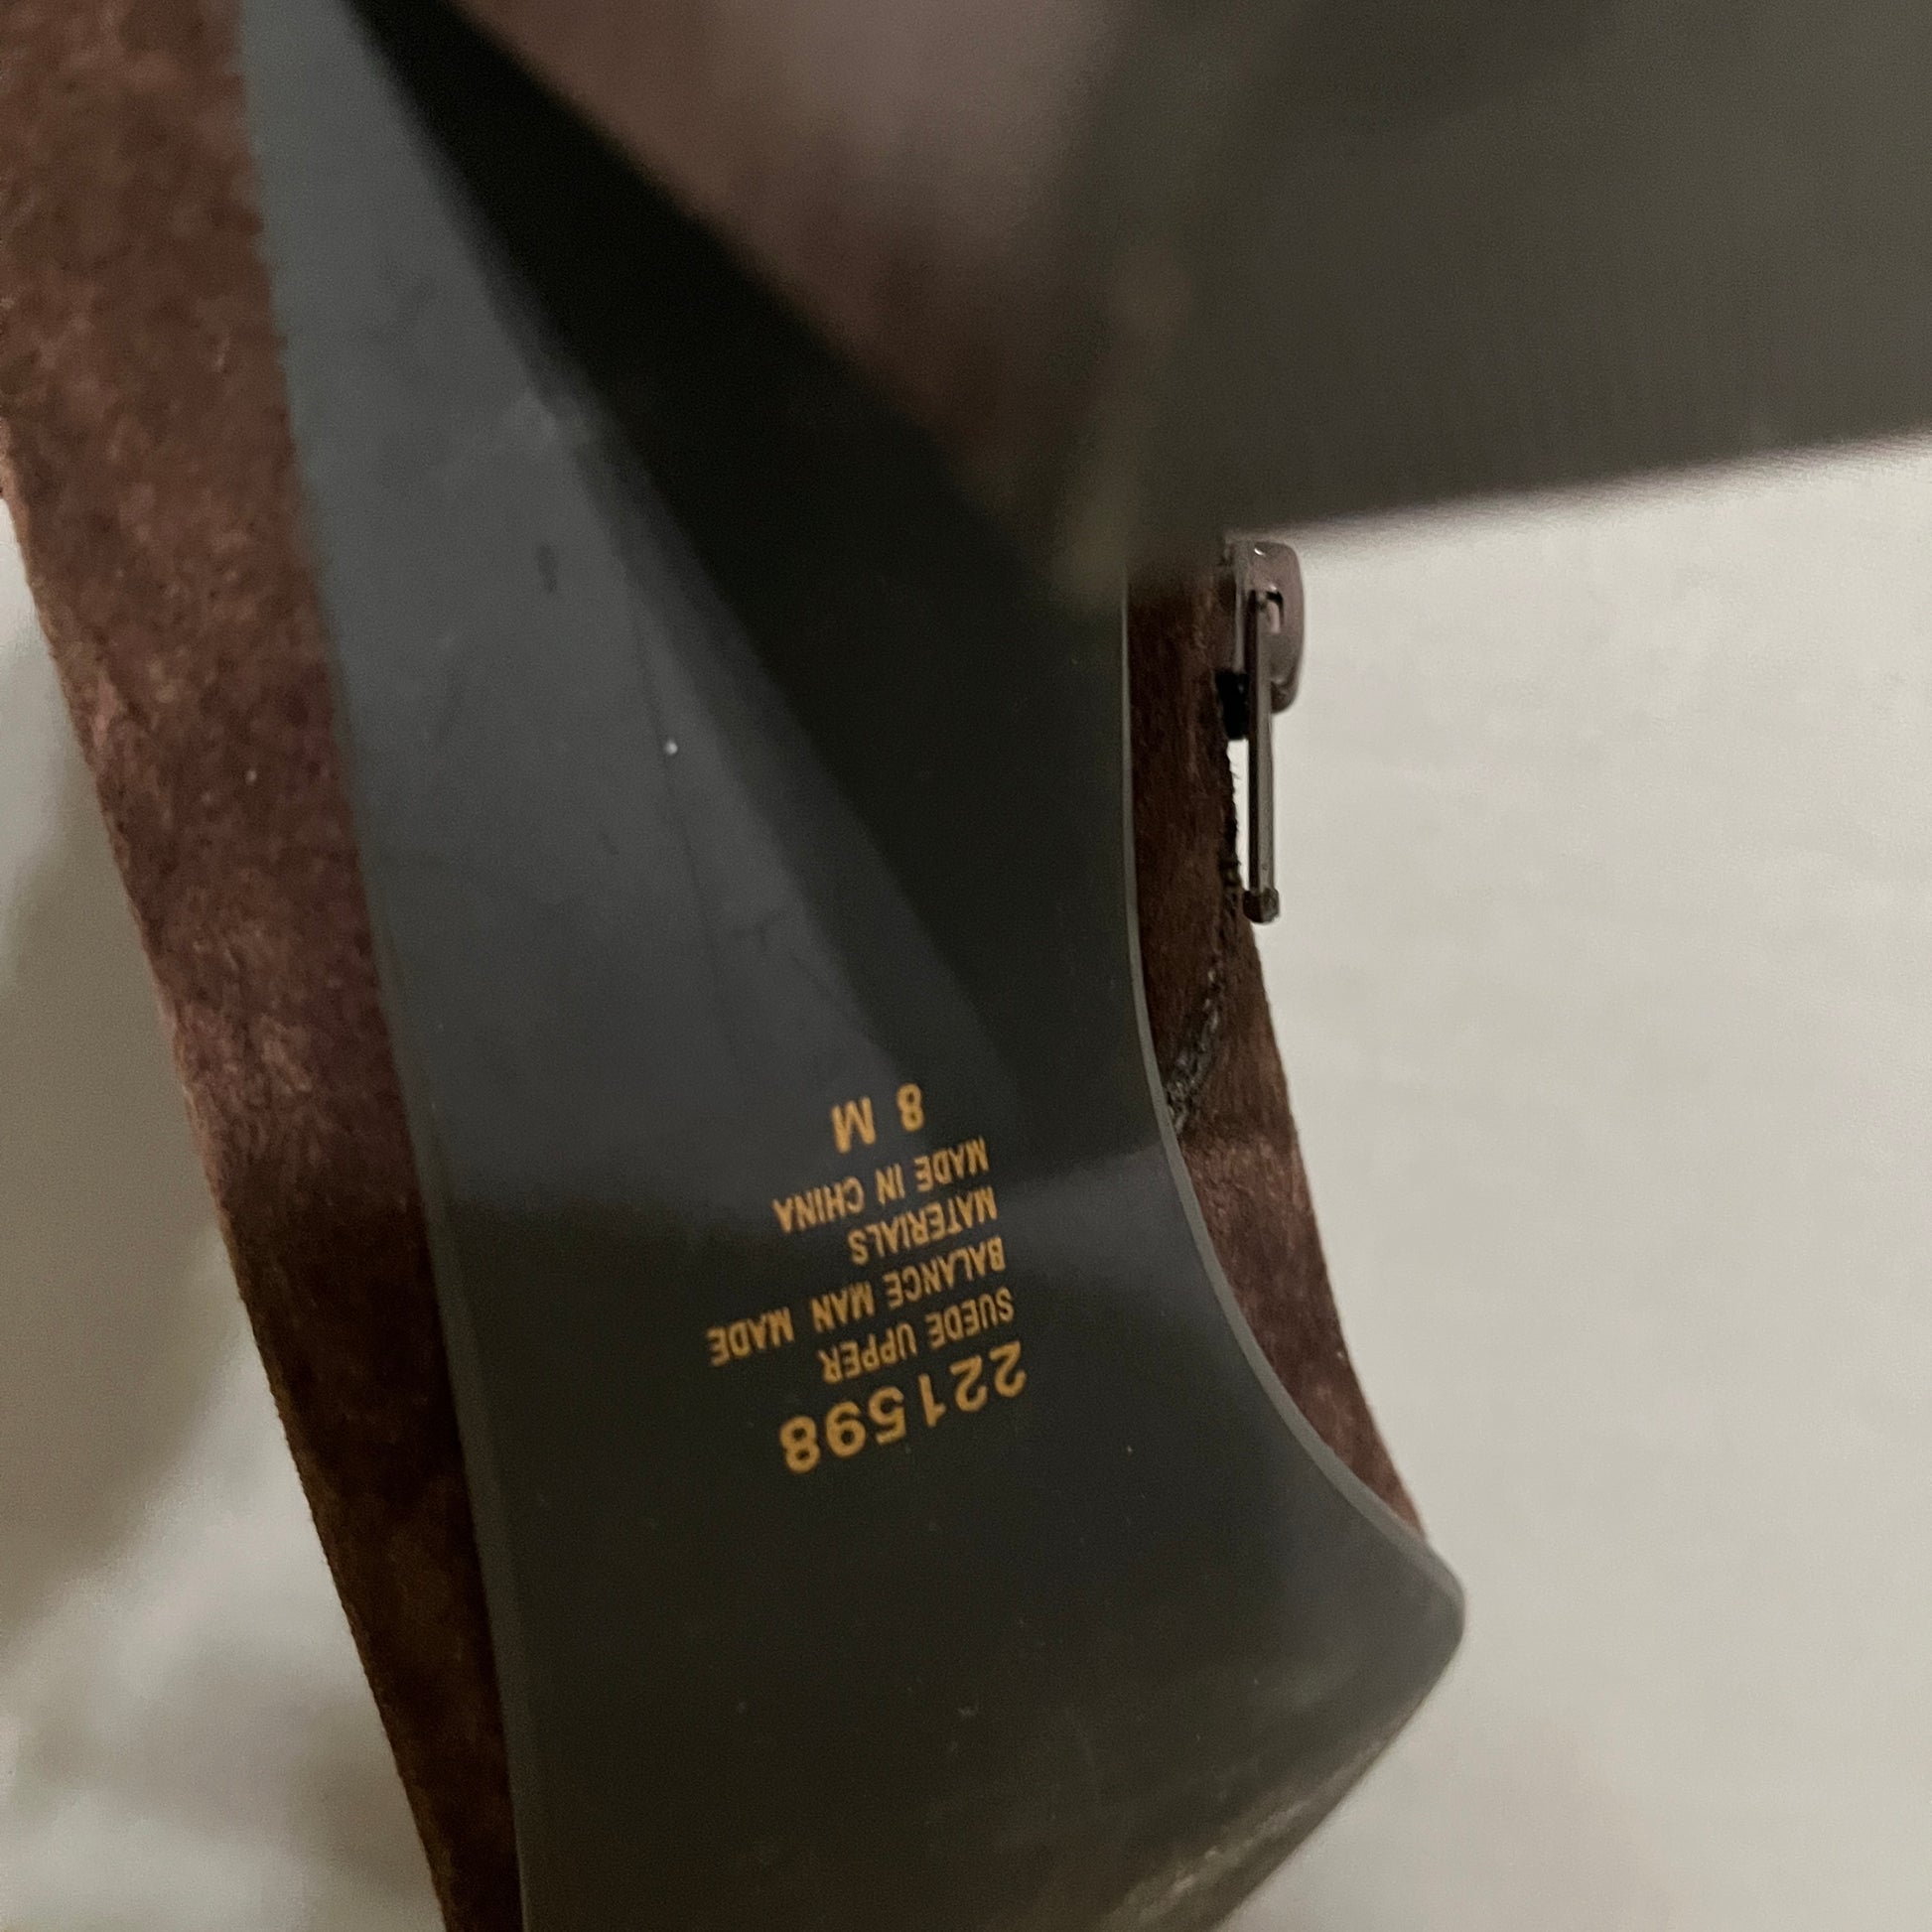 221598
SUEDE UPPER
BALANCE MAN MADE
MATERIALS
MADE IN CHINA
8 M